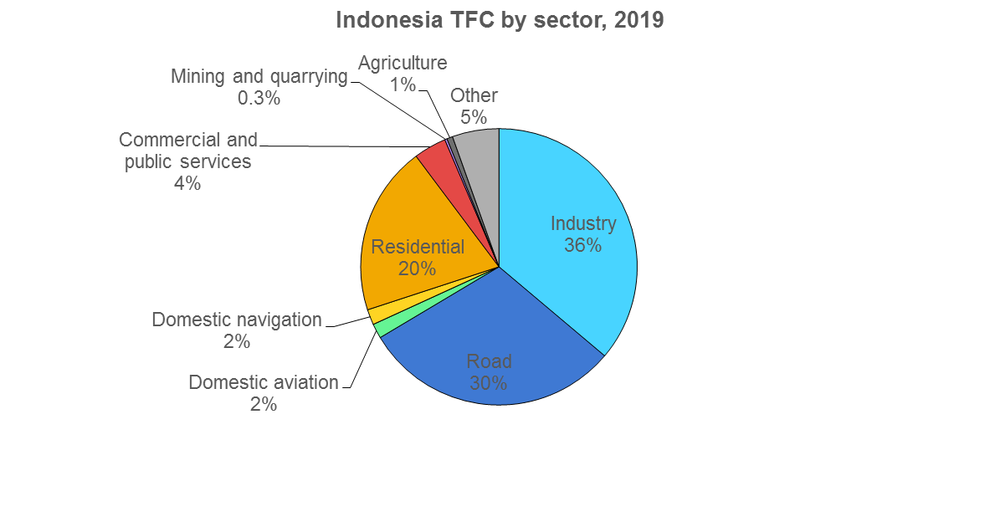 Indonesia TFC by sector, 2019
Agriculture
1%
Mining and quarrying
0.3%
Other
5%
Commercial and
public services
4%
Industry
36%
Residential
20%
Domestic navigation
2%
Road
30%
Domestic aviation
2%